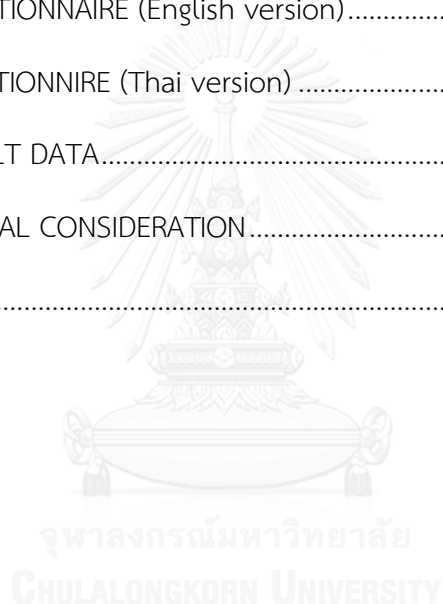 TIONNAIRE (English version)................
TIONNIRE (Thai version) ......................
LT DATA.....................................................
AL CONSIDERATION.................................
....................................................................
จุฬาลงกรณ์มหาวิทยาลัย
CHULALONGKORN UNIVERSITY